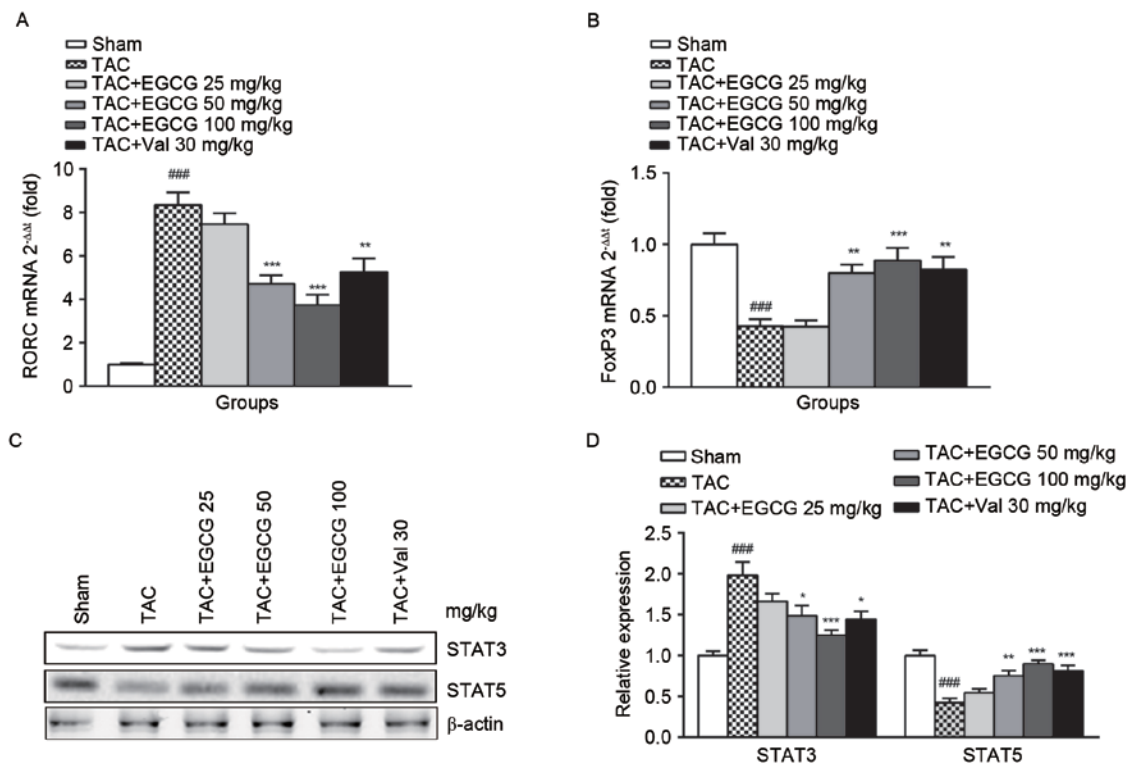 A
Sham
TAC
TAC+EGCG 25 mg/kg
TAC+EGCG 50 mg/kg
TAC+EGCG 100 mg/kg
TAC+Val 30 mg/kg
RORC mRNA 2-ΔΔt (fold)
10
8
6
4
2
0
###
***
***
**
Groups
B
Sham
TAC
TAC+EGCG 25 mg/kg
TAC+EGCG 50 mg/kg
TAC+EGCG 100 mg/kg
TAC+Val 30 mg/kg
FoxP3 mRNA 2-ΔΔt (fold)
1.5
1.0
0.5
0.0
###
**
***
**
Groups
C
Sham
TAC
TAC+EGCG 25
TAC+EGCG 50
TAC+EGCG 100
TAC+Val 30
mg/kg
STAT3
STAT5
β-actin
D
Sham
TAC
TAC+EGCG 25 mg/kg
TAC+EGCG 50 mg/kg
TAC+EGCG 100 mg/kg
TAC+Val 30 mg/kg
Relative expression
2.5
2.0
1.5
1.0
0.5
0.0
###
*
***
*
###
**
***
***
STAT3
STAT5